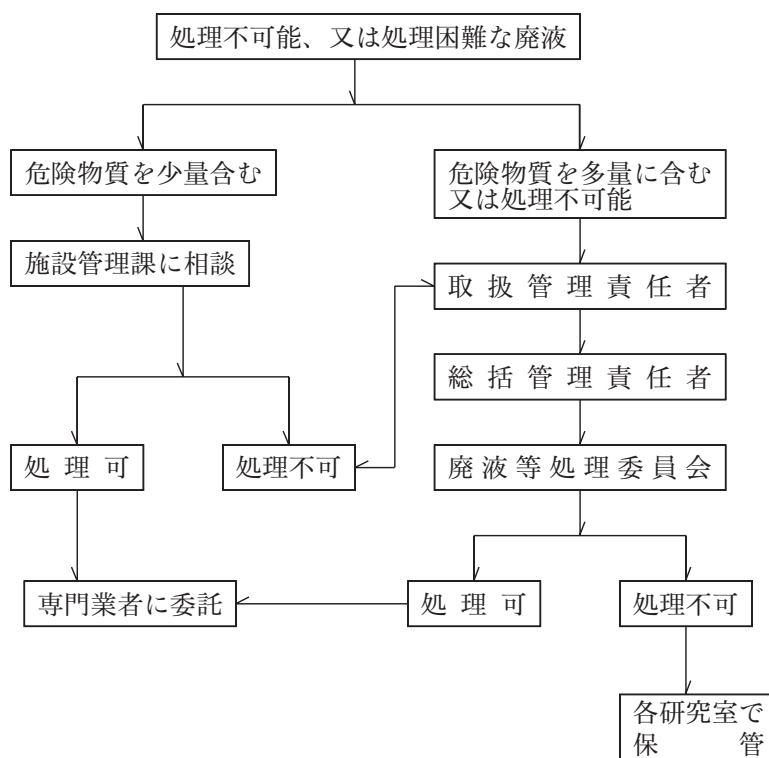 処理不可能、又は処理困難な廃液
危険物質を少量含む
危険物質を多量に含む
又は処理不可能
施設管理課に相談
取扱管理責任者
総括管理責任者
処理可
処理不可
廃液等処理委員会
専門業者に委託
処理可
処理不可
各研究室で
保管